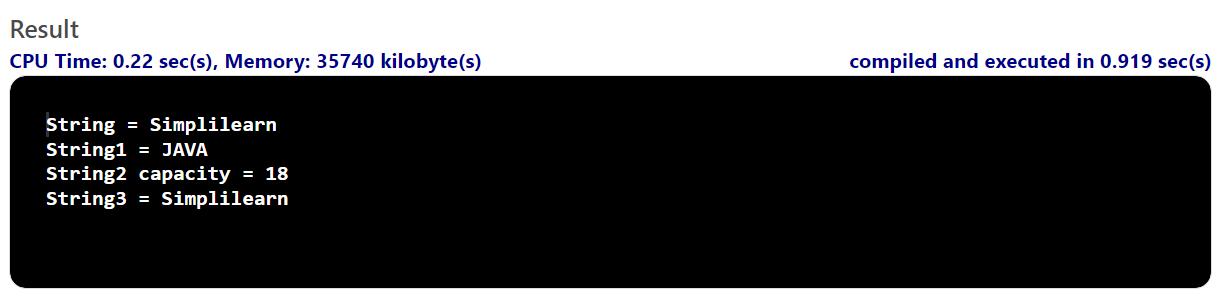 Result
CPU Time: 0.22 sec(s), Memory: 35740 kilobyte(s) compiled and executed in 0.919 sec(s)
String = Simplilearn
String1 = JAVA
String2 capacity = 18
String3 = Simplilearn